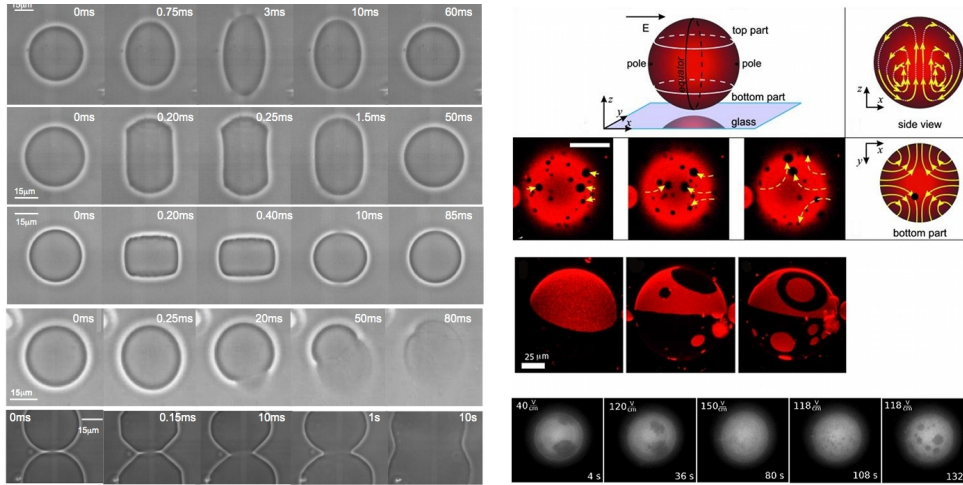 0ms 0.75ms 3ms 10ms 60ms
15µm
0ms 0.20ms 0.25ms 1.5ms 50ms
15µm
0ms 0.20ms 0.40ms 10ms 85ms
15µm
0ms 0.25ms 20ms 50ms 80ms
15µm
0ms 0.15ms 10ms 1s 10s
15µm
E
top part
pole
equator
pole
bottom part
glass
z
y
x
z
x
side view
y
x
bottom part
25 µm
40 V/cm 120 V/cm 150 V/cm 118 V/cm 118 V/cm
4 s 36 s 80 s 108 s 132